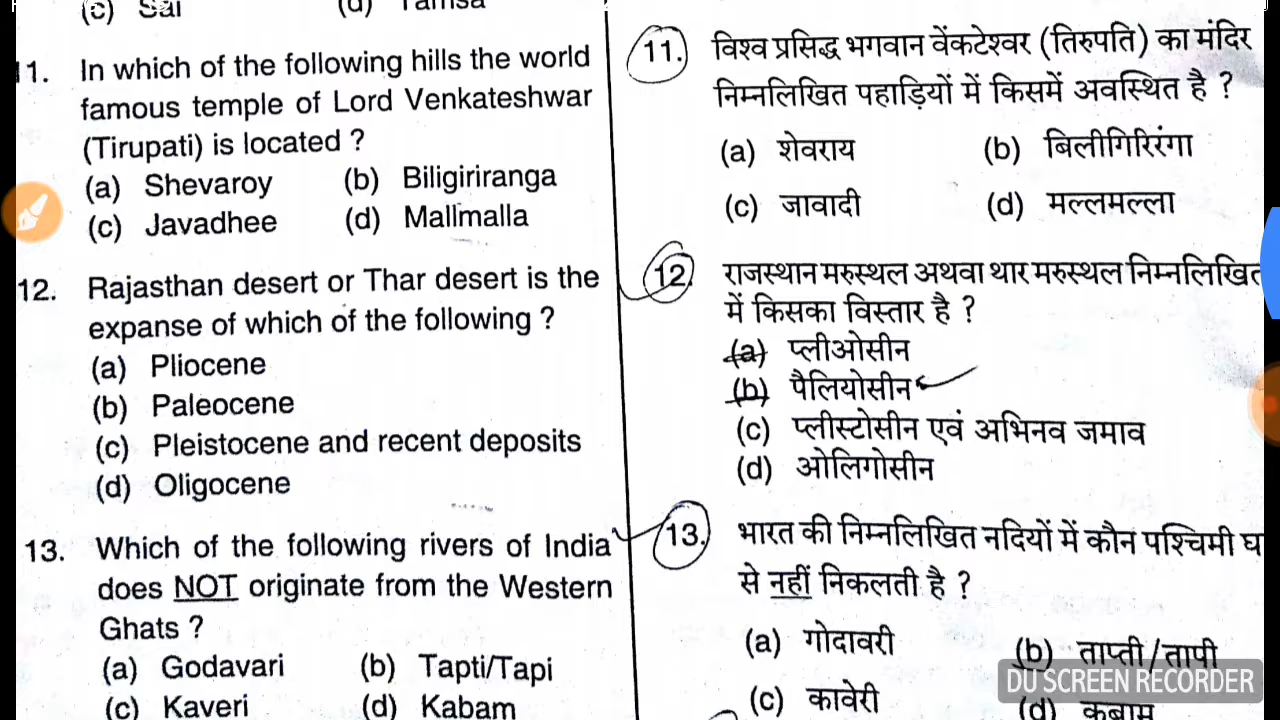 (c) Sai (d) Tamsa
11. In which of the following hills the world
famous temple of Lord Venkateshwar
(Tirupati) is located ?
(a) Shevaroy (b) Biligiriranga
(c) Javadhee (d) Mallmalla
12. Rajasthan desert or Thar desert is the
expanse of which of the following ?
(a) Pliocene
(b) Paleocene
(c) Pleistocene and recent deposits
(d) Oligocene
13. Which of the following rivers of India
does NOT originate from the Western
Ghats ?
(a) Godavari (b) Tapti/Tapi
(c) Kaveri (d) Kabam
11. विश्व प्रसिद्ध भगवान वेंकटेश्वर (तिरुपति) का मंदिर
निम्नलिखित पहाड़ियों में किसमें अवस्थित है ?
(a) शेवराय (b) बिलीगिरिरंगा
(c) जावादी (d) मल्लमल्ला
12. राजस्थान मरुस्थल अथवा थार मरुस्थल निम्नलिखित
में किसका विस्तार है ?
(a) प्लीओसीन
(b) पैलियोसीन
(c) प्लीस्टोसीन एवं अभिनव जमाव
(d) ओलिगोसीन
13. भारत की निम्नलिखित नदियों में कौन पश्चिमी घा
से नहीं निकलती है ?
(a) गोदावरी (b) ताप्ती/तापी
(c) कावेरी (d) कबाम
DU SCREEN RECORDER